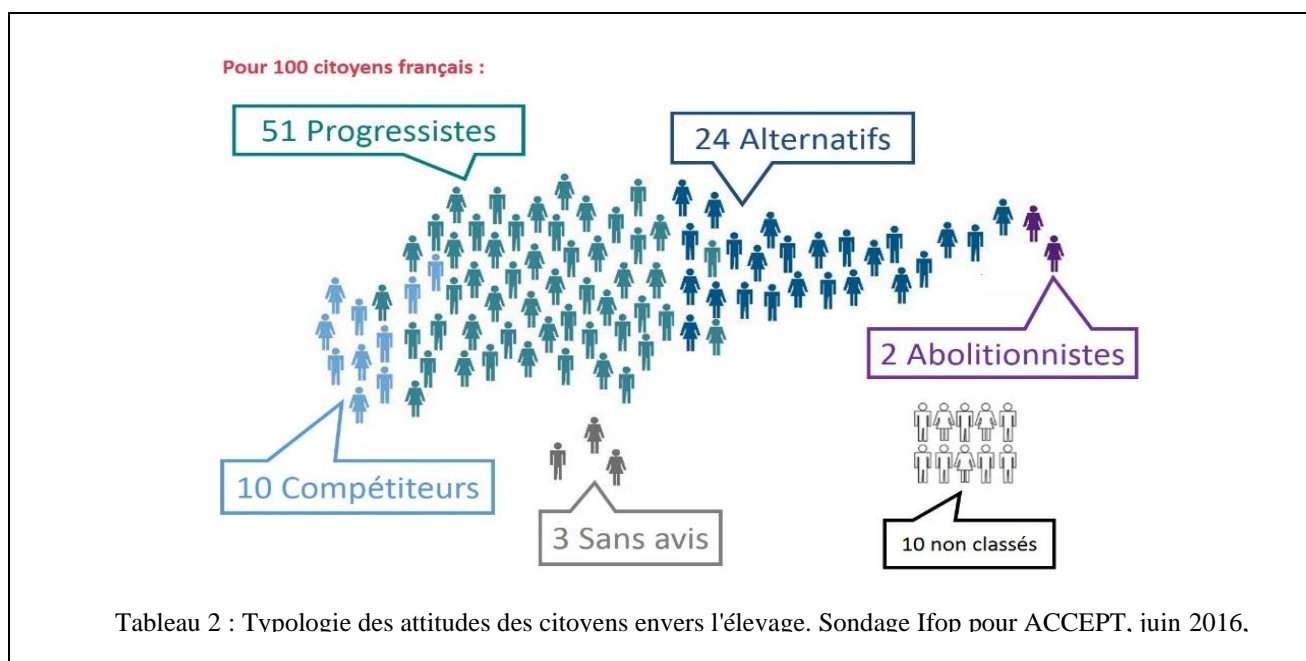 Pour 100 citoyens français :
51 Progressistes
24 Alternatifs
2 Abolitionnistes
10 Compétiteurs
3 Sans avis
10 non classés
Tableau 2 : Typologie des attitudes des citoyens envers l'élevage. Sondage Ifop pour ACCEPT, juin 2016,